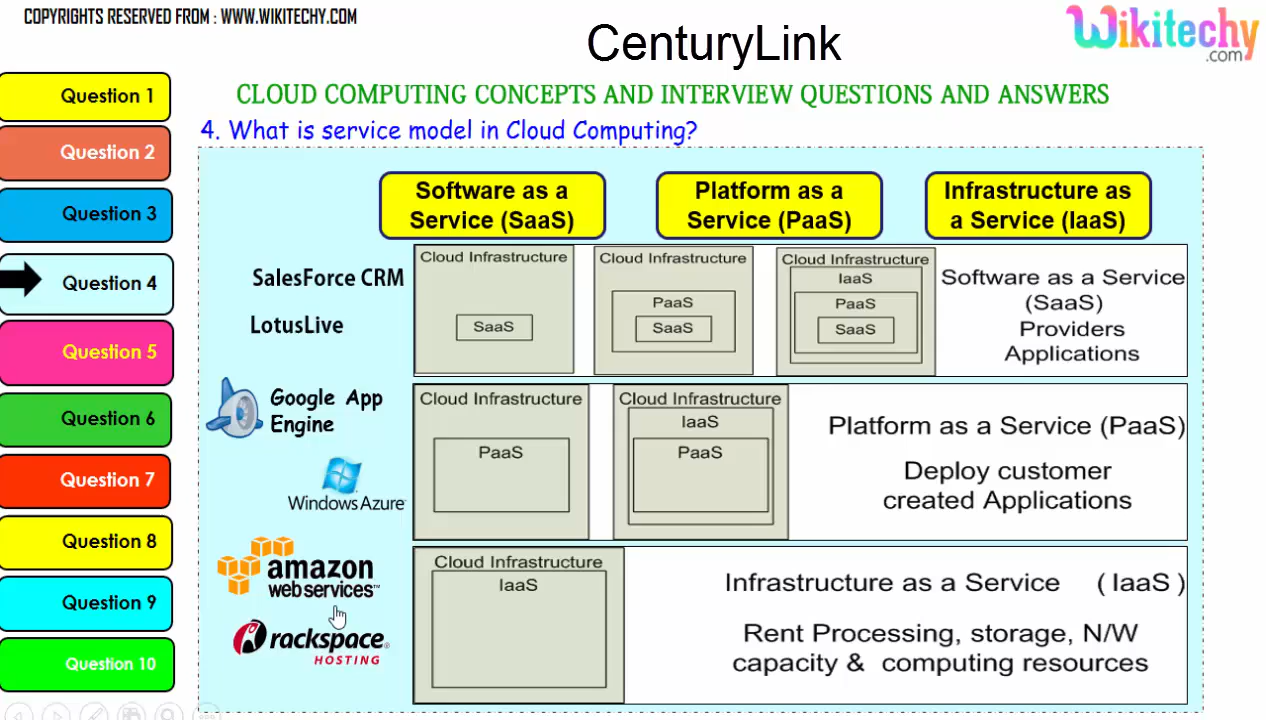 COPYRIGHTS RESERVED FROM : WWW.WIKITECHY.COM
CenturyLink
Wikitechy
.com
CLOUD COMPUTING CONCEPTS AND INTERVIEW QUESTIONS AND ANSWERS
4. What is service model in Cloud Computing?
Question 1
Question 2
Question 3
Question 4
Question 5
Question 6
Question 7
Question 8
Question 9
Question 10
Software as a
Service (SaaS)
Platform as a
Service (PaaS)
Infrastructure as
a Service (IaaS)
SalesForce CRM
LotusLive
Cloud Infrastructure
SaaS
Cloud Infrastructure
PaaS
SaaS
Cloud Infrastructure
IaaS
PaaS
SaaS
Software as a Service
(SaaS)
Providers
Applications
Google App
Engine
Windows Azure
Cloud Infrastructure
PaaS
Cloud Infrastructure
IaaS
PaaS
Platform as a Service (PaaS)
Deploy customer
created Applications
amazon
webservices™
rackspace®
HOSTING
Cloud Infrastructure
IaaS
Infrastructure as a Service ( IaaS )
Rent Processing, storage, N/W
capacity & computing resources